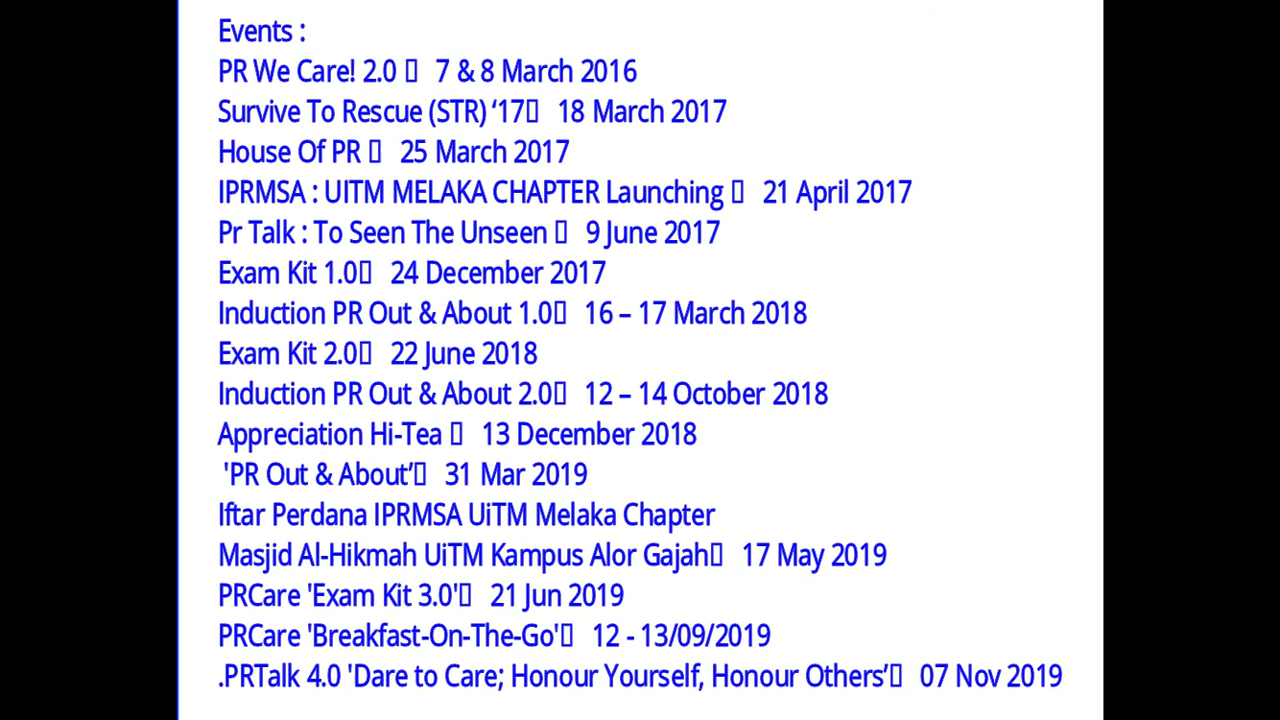 Events :
PR We Care! 2.0 ▯ 7 & 8 March 2016
Survive To Rescue (STR) ‘17▯ 18 March 2017
House Of PR ▯ 25 March 2017
IPRMSA : UITM MELAKA CHAPTER Launching ▯ 21 April 2017
Pr Talk : To Seen The Unseen ▯ 9 June 2017
Exam Kit 1.0▯ 24 December 2017
Induction PR Out & About 1.0▯ 16 – 17 March 2018
Exam Kit 2.0▯ 22 June 2018
Induction PR Out & About 2.0▯ 12 – 14 October 2018
Appreciation Hi-Tea ▯ 13 December 2018
'PR Out & About’▯ 31 Mar 2019
Iftar Perdana IPRMSA UiTM Melaka Chapter
Masjid Al-Hikmah UiTM Kampus Alor Gajah▯ 17 May 2019
PRCare 'Exam Kit 3.0'▯ 21 Jun 2019
PRCare 'Breakfast-On-The-Go'▯ 12 - 13/09/2019
.PRTalk 4.0 'Dare to Care; Honour Yourself, Honour Others’▯ 07 Nov 2019